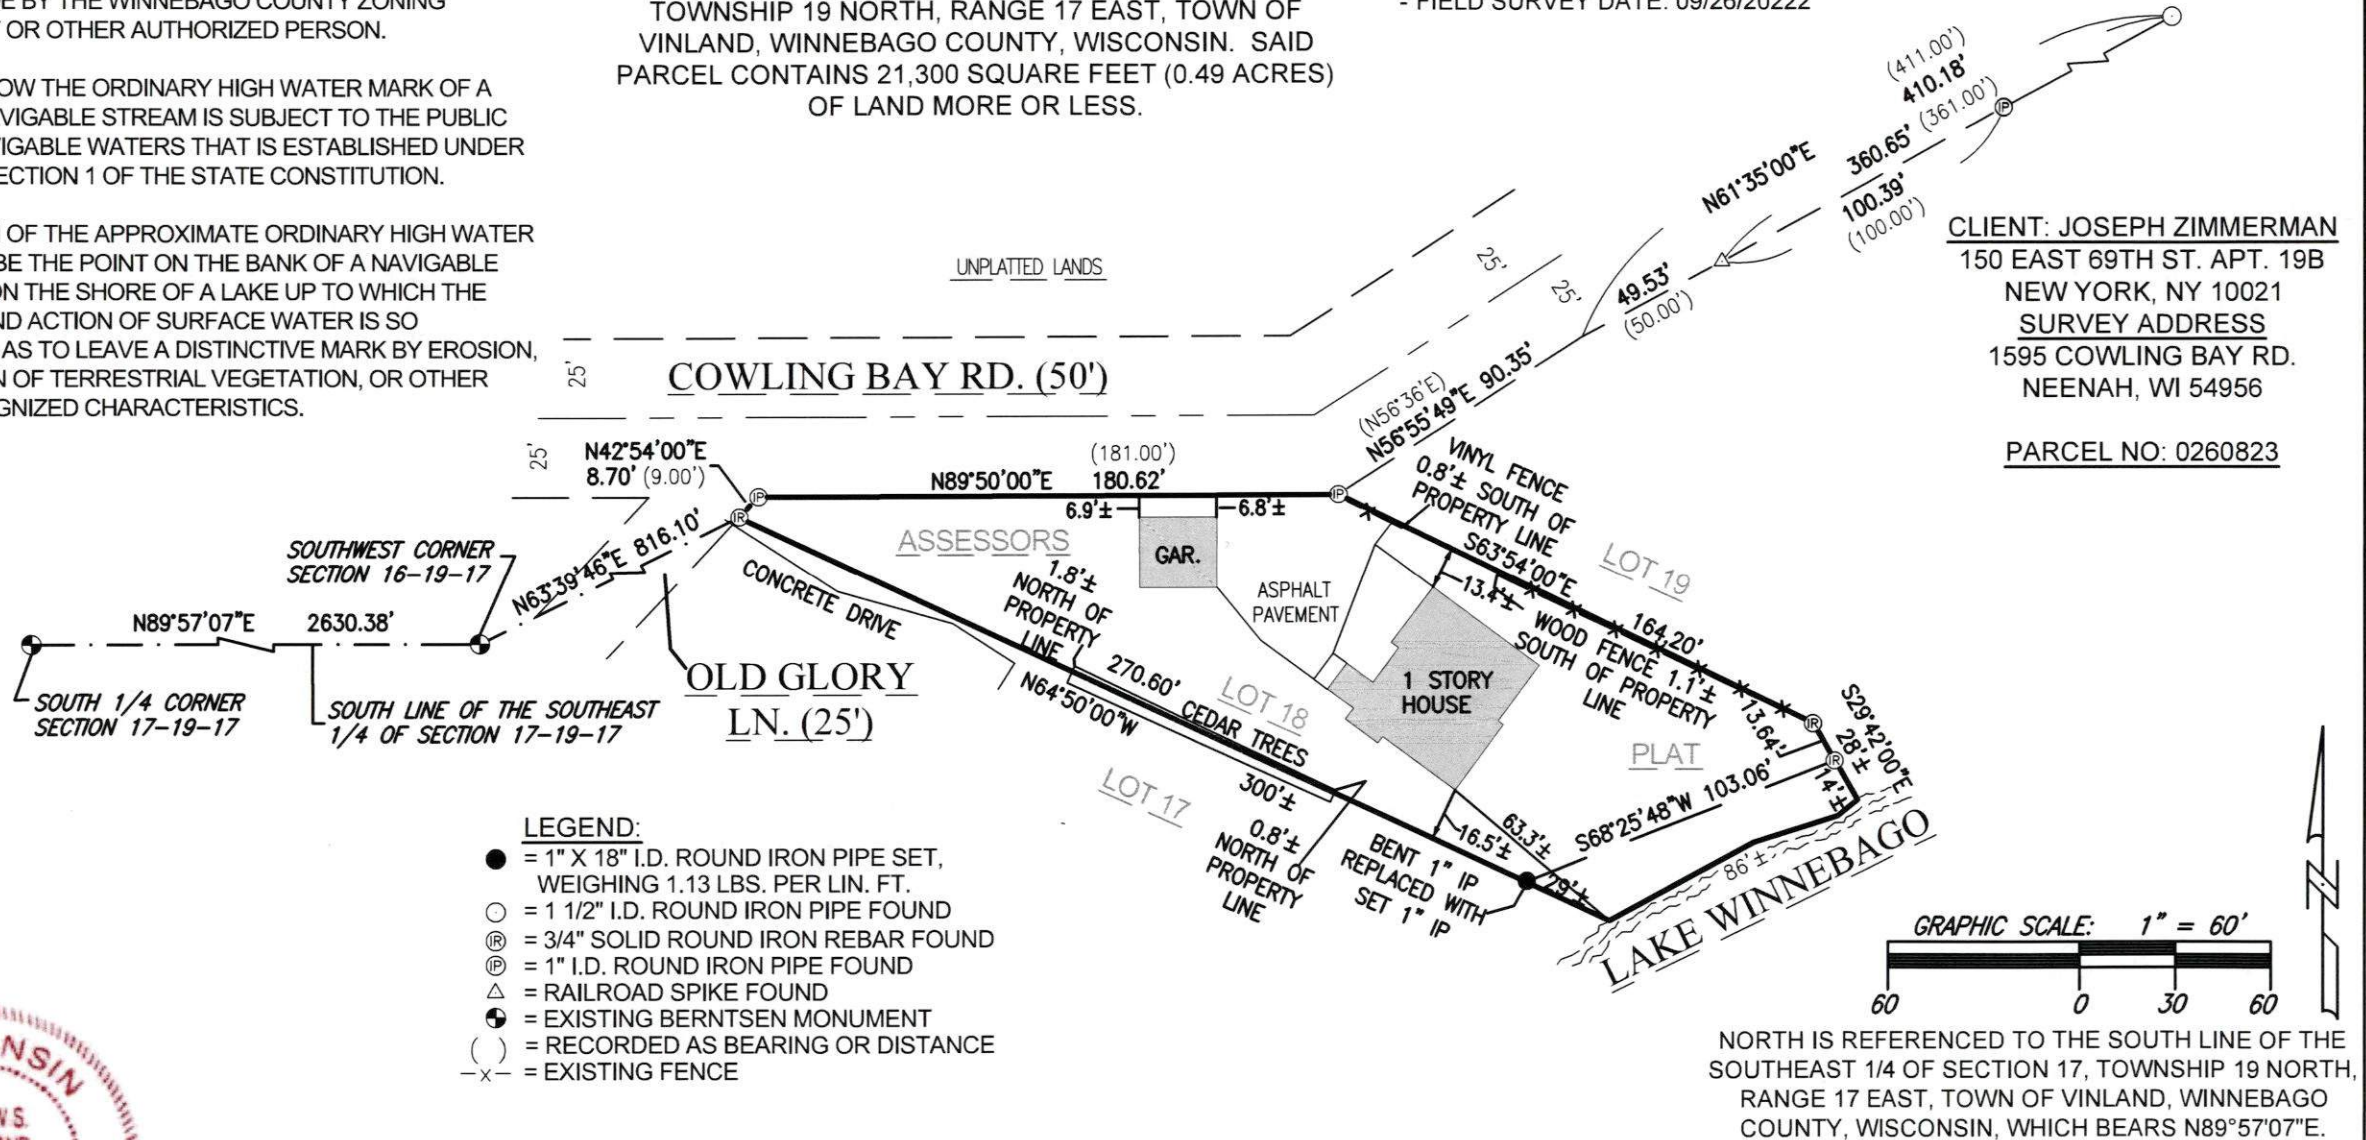 E BY THE WINNEBAGO COUNTY ZONING
OR OTHER AUTHORIZED PERSON.
OW THE ORDINARY HIGH WATER MARK OF A
VIGABLE STREAM IS SUBJECT TO THE PUBLIC
IGABLE WATERS THAT IS ESTABLISHED UNDER
ECTION 1 OF THE STATE CONSTITUTION.
OF THE APPROXIMATE ORDINARY HIGH WATER
BE THE POINT ON THE BANK OF A NAVIGABLE
ON THE SHORE OF A LAKE UP TO WHICH THE
ND ACTION OF SURFACE WATER IS SO
AS TO LEAVE A DISTINCTIVE MARK BY EROSION,
N OF TERRESTRIAL VEGETATION, OR OTHER
GNIZED CHARACTERISTICS.
TOWNSHIP 19 NORTH, RANGE 17 EAST, TOWN OF
VINLAND, WINNEBAGO COUNTY, WISCONSIN. SAID
PARCEL CONTAINS 21,300 SQUARE FEET (0.49 ACRES)
OF LAND MORE OR LESS.
- FIELD SURVEY DATE: 09/26/20222
(411.00')
410.18'
(361.00')
360.65'
100.39'
(100.00')
N61°35'00"E
49.53'
(50.00')
CLIENT: JOSEPH ZIMMERMAN
150 EAST 69TH ST. APT. 19B
NEW YORK, NY 10021
SURVEY ADDRESS
1595 COWLING BAY RD.
NEENAH, WI 54956
PARCEL NO: 0260823
UNPLATTED LANDS
25'
25'
25'
COWLING BAY RD. (50')
25'
(N56°36'E)
N56°55'49"E 90.35'
N42°54'00"E
8.70' (9.00')
(181.00')
N89°50'00"E 180.62'
6.9'±
6.8'±
GAR.
ASSESSORS
ASPHALT
PAVEMENT
VINYL FENCE
0.8'± SOUTH OF
PROPERTY LINE
S63°54'00"E
164.20'
LOT 19
13.4'±
WOOD FENCE 1.1'±
SOUTH OF PROPERTY
LINE
1 STORY
HOUSE
SOUTHWEST CORNER
SECTION 16-19-17
N63°39'46"E 816.10'
CONCRETE DRIVE
1.8'±
NORTH OF
PROPERTY
LINE
N89°57'07"E 2630.38'
SOUTH 1/4 CORNER
SECTION 17-19-17
SOUTH LINE OF THE SOUTHEAST
1/4 OF SECTION 17-19-17
OLD GLORY
LN. (25')
270.60'
N64°50'00"W
CEDAR TREES
LOT 18
300'±
LOT 17
PLAT
S29°42'00"E
28'±
13.64'
14'±
S68°25'48"W 103.06'
63.3'±
16.5'±
29'±
0.8'±
NORTH OF
PROPERTY
LINE
BENT 1" IP
REPLACED WITH
SET 1" IP
86'±
LAKE WINNEBAGO
IP
IR
IP
IP
IR
IR
LEGEND:
= 1" X 18" I.D. ROUND IRON PIPE SET,
WEIGHING 1.13 LBS. PER LIN. FT.
= 1 1/2" I.D. ROUND IRON PIPE FOUND
IR = 3/4" SOLID ROUND IRON REBAR FOUND
IP = 1" I.D. ROUND IRON PIPE FOUND
= RAILROAD SPIKE FOUND
= EXISTING BERNTSEN MONUMENT
( ) = RECORDED AS BEARING OR DISTANCE
-x- = EXISTING FENCE
GRAPHIC SCALE: 1" = 60'
60 0 30 60
N
NORTH IS REFERENCED TO THE SOUTH LINE OF THE
SOUTHEAST 1/4 OF SECTION 17, TOWNSHIP 19 NORTH,
RANGE 17 EAST, TOWN OF VINLAND, WINNEBAGO
COUNTY, WISCONSIN, WHICH BEARS N89°57'07"E.
NSIN